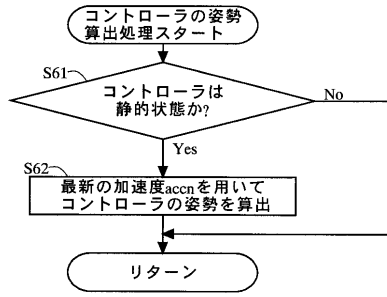 コントローラの姿勢
算出処理スタート
S61
コントローラは
静的状態か?
No
Yes
S62
最新の加速度accnを用いて
コントローラの姿勢を算出
リターン